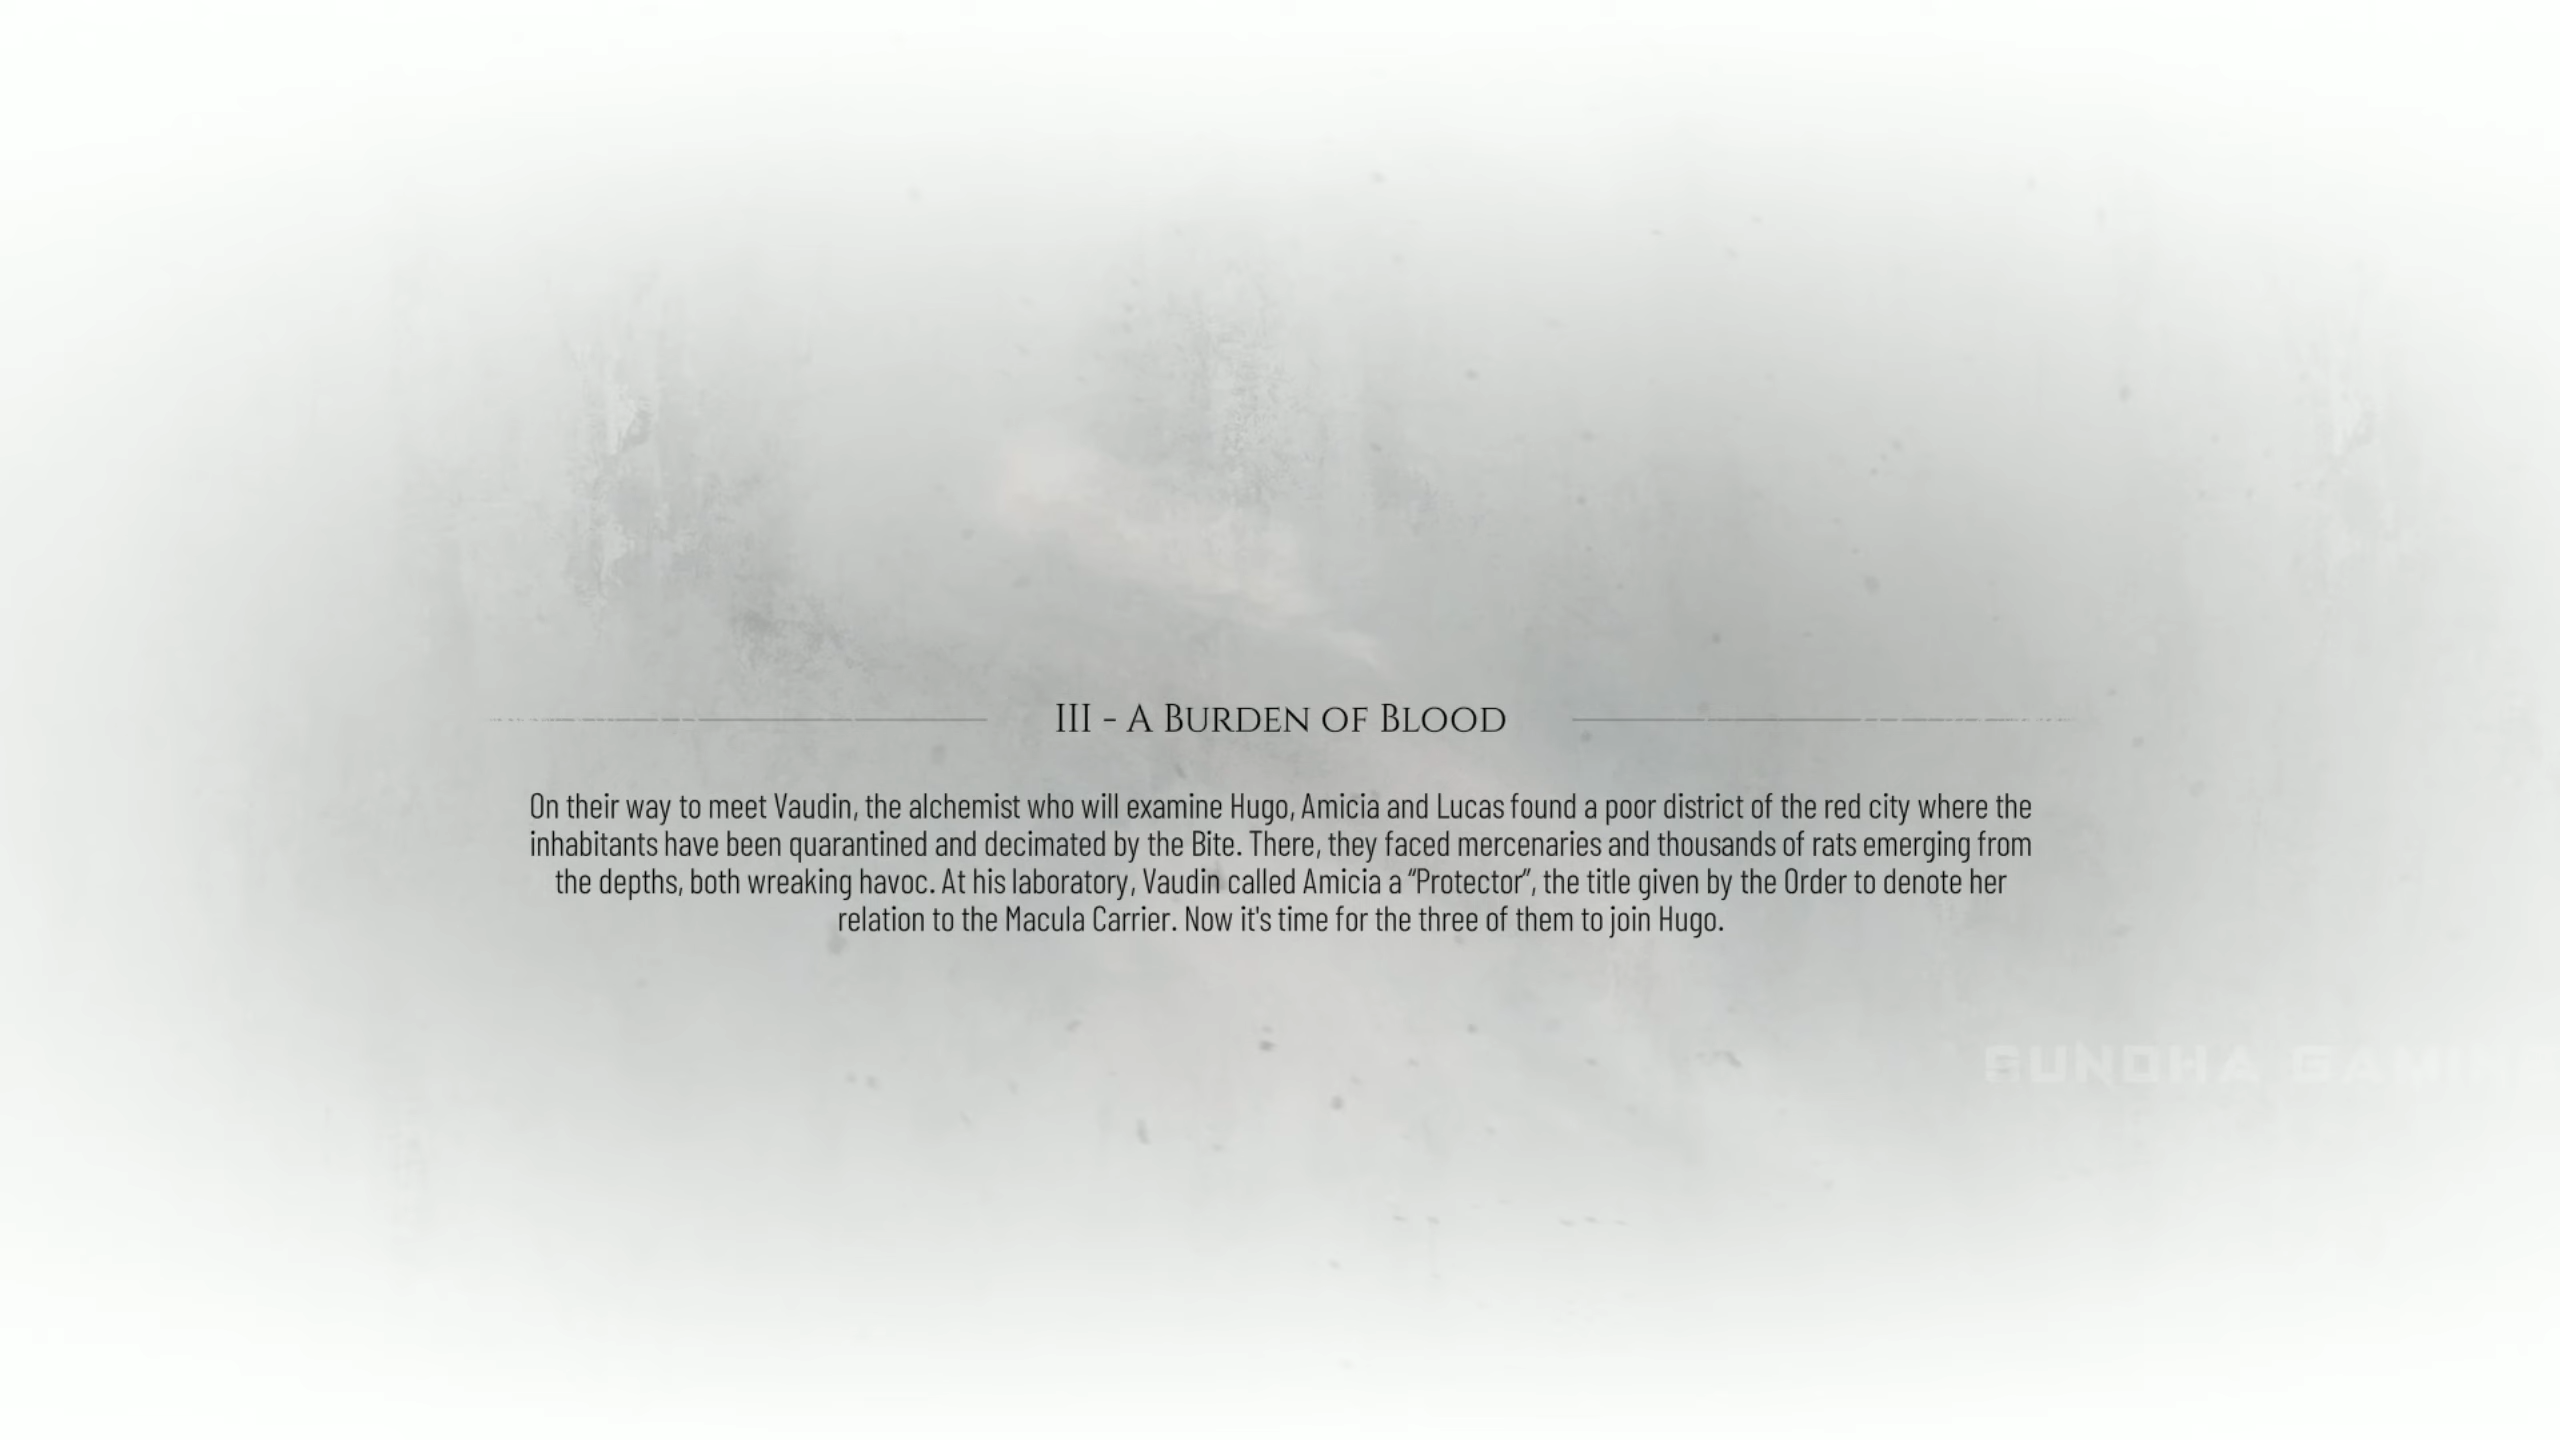 III - A Burden of Blood
On their way to meet Vaudin, the alchemist who will examine Hugo, Amicia and Lucas found a poor district of the red city where the
inhabitants have been quarantined and decimated by the Bite. There, they faced mercenaries and thousands of rats emerging from
the depths, both wreaking havoc. At his laboratory, Vaudin called Amicia a “Protector”, the title given by the Order to denote her
relation to the Macula Carrier. Now it's time for the three of them to join Hugo.